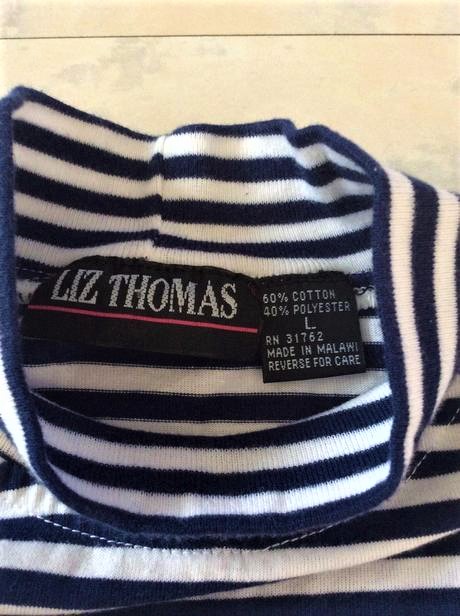 LIZ THOMAS
60% COTTON
40% POLYESTER
L
RN 31762
MADE IN MALAWI
REVERSE FOR CARE